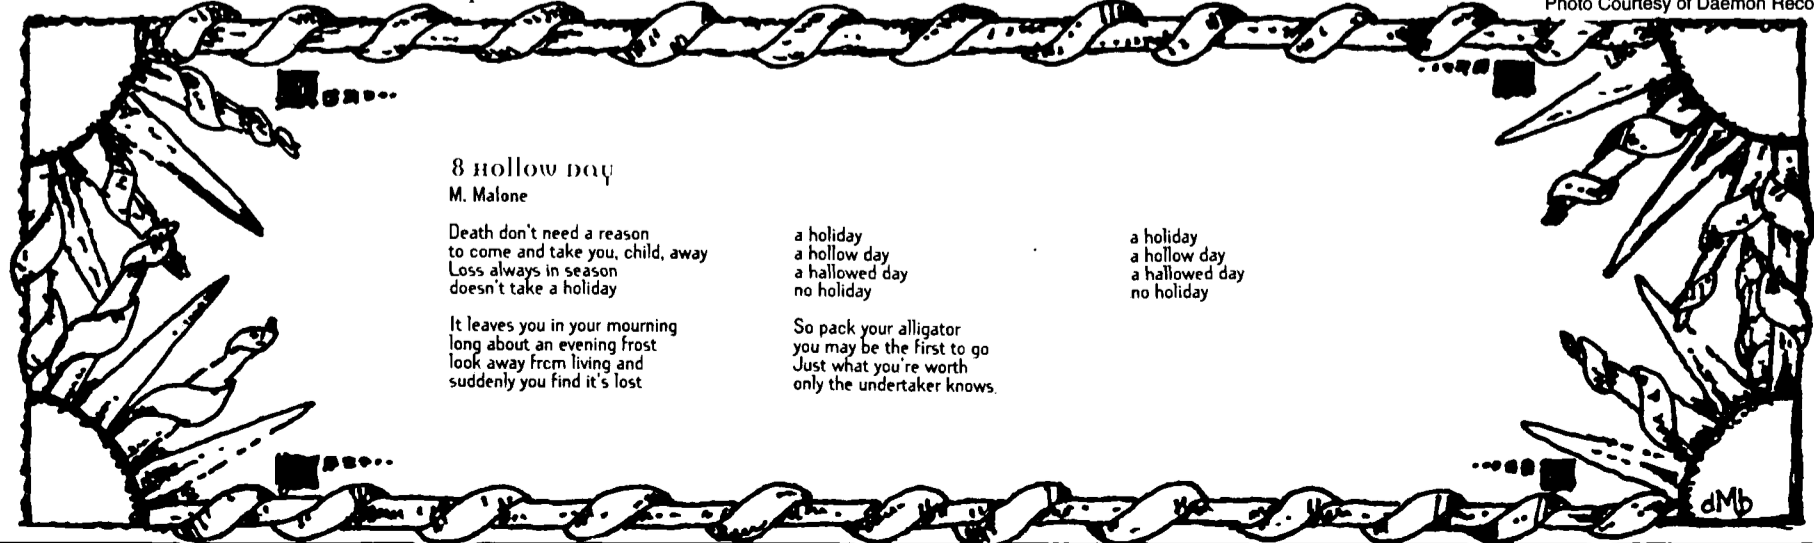 Photo Courtesy of Daemon Reco
8 Hollow Day
M. Malone
Death don't need a reason
to come and take you, child, away
Loss always in season
doesn't take a holiday
It leaves you in your mourning
long about an evening frost
look away from living and
suddenly you find it's lost
a holiday
a hollow day
a hallowed day
no holiday
So pack your alligator
you may be the first to go
Just what you're worth
only the undertaker knows.
a holiday
a hollow day
a hallowed day
no holiday
dMb